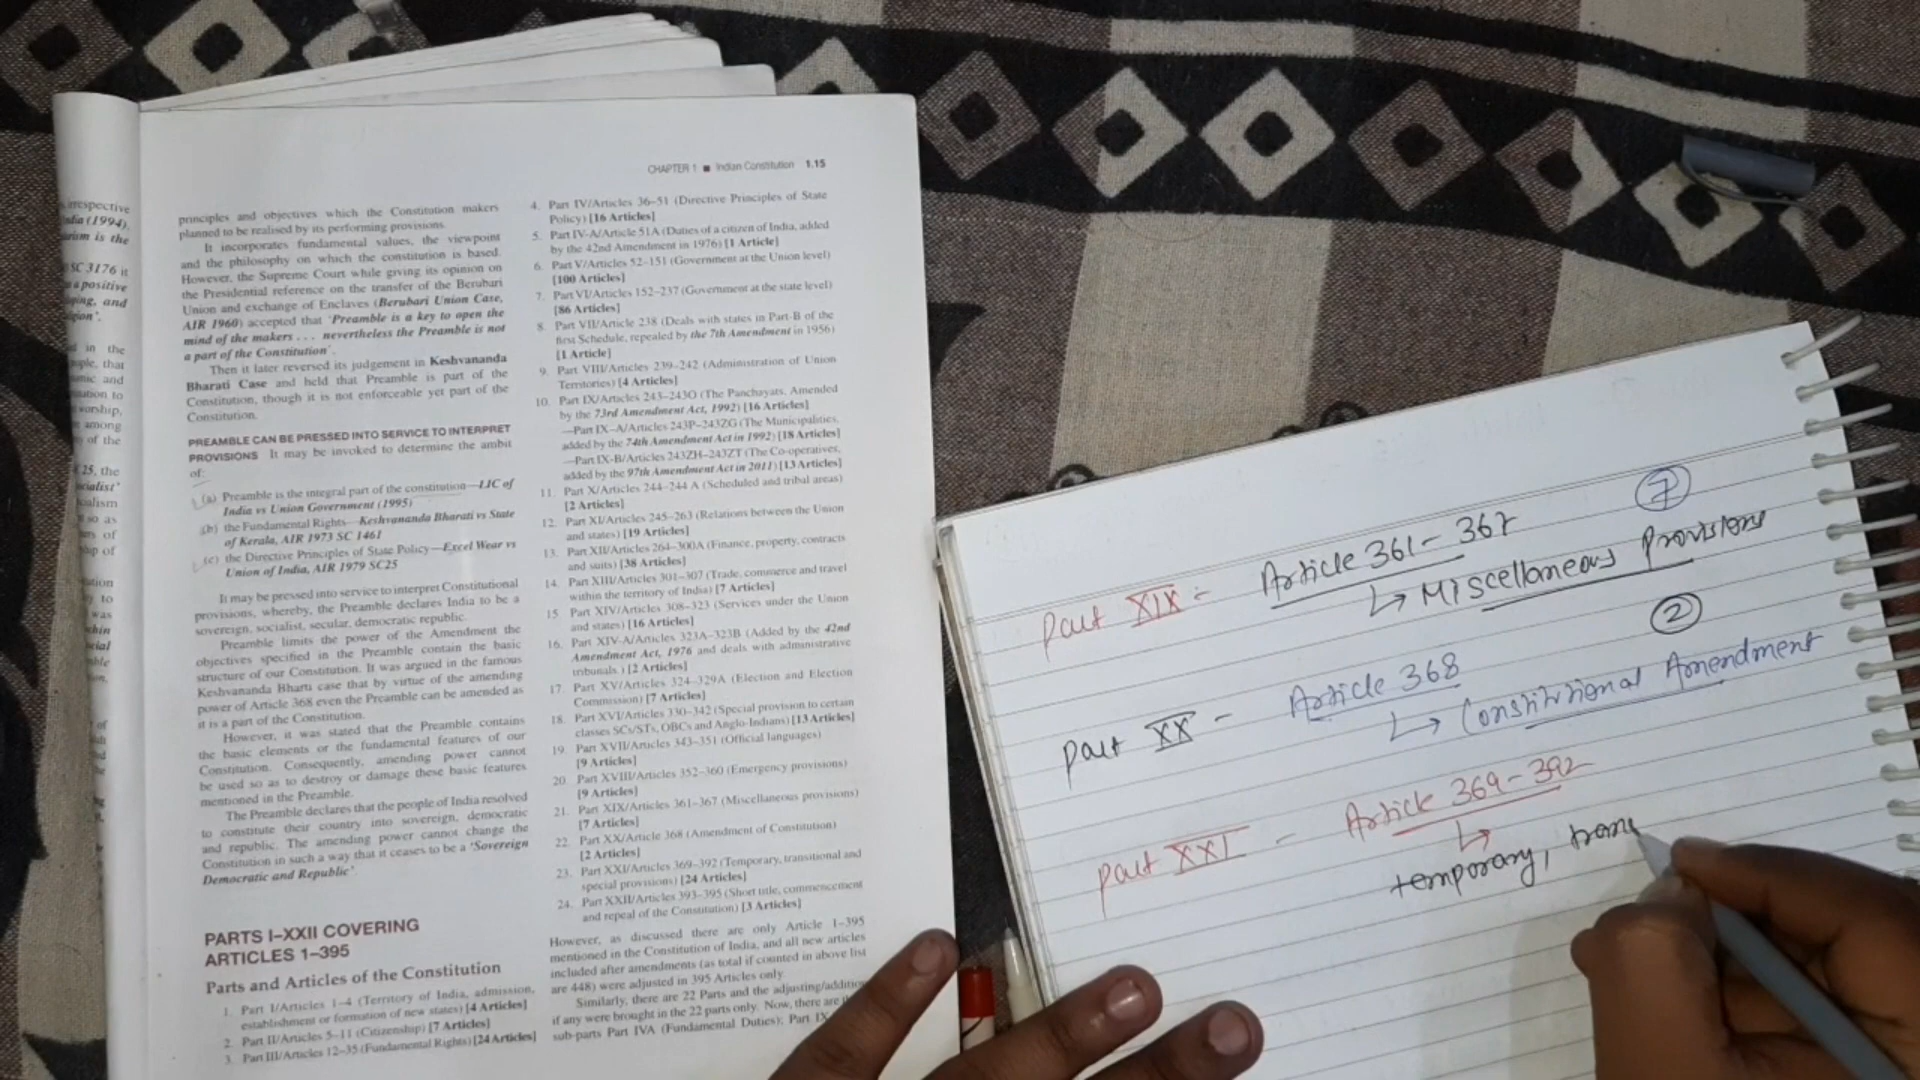 CHAPTER 1 ■ Indian Constitution 1.15
principles and objectives which the Constitution makers
planned to be realised by its performing provisions.
It incorporates fundamental values, the viewpoint
and the philosophy on which the constitution is based.
However, the Supreme Court while giving its opinion on
the Presidential reference on the transfer of the Berubari
Union and exchange of Enclaves (Berubari Union Case,
AIR 1960) accepted that 'Preamble is a key to open the
mind of the makers . . . nevertheless the Preamble is not
a part of the Constitution'.
Then it later reversed its judgement in Keshvananda
Bharati Case and held that Preamble is part of the
Constitution, though it is not enforceable yet part of the
Constitution.
PREAMBLE CAN BE PRESSED INTO SERVICE TO INTERPRET
PROVISIONS It may be invoked to determine the ambit
of:
(a) Preamble is the integral part of the constitution—LIC of
India vs Union Government (1995)
(b) the Fundamental Rights—Keshvananda Bharati vs State
of Kerala, AIR 1973 SC 1461
(c) the Directive Principles of State Policy—Excel Wear vs
Union of India, AIR 1979 SC25
It may be pressed into service to interpret Constitutional
provisions, whereby, the Preamble declares India to be a
sovereign, socialist, secular, democratic republic.
Preamble limits the power of the Amendment the
objectives specified in the Preamble contain the basic
structure of our Constitution. It was argued in the famous
Keshvananda Bharti case that by virtue of the amending
power of Article 368 even the Preamble can be amended as
it is a part of the Constitution.
However, it was stated that the Preamble contains
the basic elements or the fundamental features of our
Constitution. Consequently, amending power cannot
be used so as to destroy or damage these basic features
mentioned in the Preamble.
The Preamble declares that the people of India resolved
to constitute their country into sovereign, democratic
and republic. The amending power cannot change the
Constitution in such a way that it ceases to be a 'Sovereign
Democratic and Republic'.
PARTS I–XXII COVERING
ARTICLES 1–395
Parts and Articles of the Constitution
1. Part I/Articles 1–4 (Territory of India, admission,
establishment or formation of new states) [4 Articles]
2. Part II/Articles 5–11 (Citizenship) [7 Articles]
3. Part III/Articles 12–35 (Fundamental Rights) [24 Articles]
4. Part IV/Articles 36–51 (Directive Principles of State
Policy) [16 Articles]
5. Part IV-A/Article 51A (Duties of a citizen of India, added
by the 42nd Amendment in 1976) [1 Article]
6. Part V/Articles 52–151 (Government at the Union level)
[100 Articles]
7. Part VI/Articles 152–237 (Government at the state level)
[86 Articles]
8. Part VII/Article 238 (Deals with states in Part-B of the
first Schedule, repealed by the 7th Amendment in 1956)
[1 Article]
9. Part VIII/Articles 239–242 (Administration of Union
Territories) [4 Articles]
10. Part IX/Articles 243–243O (The Panchayats, Amended
by the 73rd Amendment Act, 1992) [16 Articles]
—Part IX-A/Articles 243P–243ZG (The Municipalities,
added by the 74th Amendment Act in 1992) [18 Articles]
—Part IX-B/Articles 243ZH–243ZT (The Co-operatives,
added by the 97th Amendment Act in 2011) [13 Articles]
11. Part X/Articles 244–244 A (Scheduled and tribal areas)
[2 Articles]
12. Part XI/Articles 245–263 (Relations between the Union
and states) [19 Articles]
13. Part XII/Articles 264–300A (Finance, property, contracts
and suits) [38 Articles]
14. Part XIII/Articles 301–307 (Trade, commerce and travel
within the territory of India) [7 Articles]
15 Part XIV/Articles 308–323 (Services under the Union
and states) [16 Articles]
16. Part XIV-A/Articles 323A–323B (Added by the 42nd
Amendment Act, 1976 and deals with administrative
tribunals ) [2 Articles]
17. Part XV/Articles 324–329A (Election and Election
Commission) [7 Articles]
18. Part XVI/Articles 330–342 (Special provision to certain
classes SCs/STs, OBCs and Anglo-Indians) [13 Articles]
19. Part XVII/Articles 343–351 (Official languages)
[9 Articles]
20. Part XVIII/Articles 352–360 (Emergency provisions)
[9 Articles]
21. Part XIX/Articles 361–367 (Miscellaneous provisions)
[7 Articles]
22. Part XX/Article 368 (Amendment of Constitution)
[2 Articles]
23. Part XXI/Articles 369–392 (Temporary, transitional and
special provisions) [24 Articles]
24. Part XXII/Articles 393–395 (Short title, commencement
and repeal of the Constitution) [3 Articles]
However, as discussed there are only Article 1–395
mentioned in the Constitution of India, and all new articles
included after amendments (as total if counted in above list
are 448) were adjusted in 395 Articles only.
Similarly, there are 22 Parts and the adjusting/addition
if any were brought in the 22 parts only. Now, there are
sub-parts Part IVA (Fundamental Duties); Part IX
Part XIX :- Article 361-367 7
↳ Miscellaneous Provisions
Part XX - Article 368 2
↳ Constitutional Amendment
Part XXI - Article 369-392
↳
temporary, trans